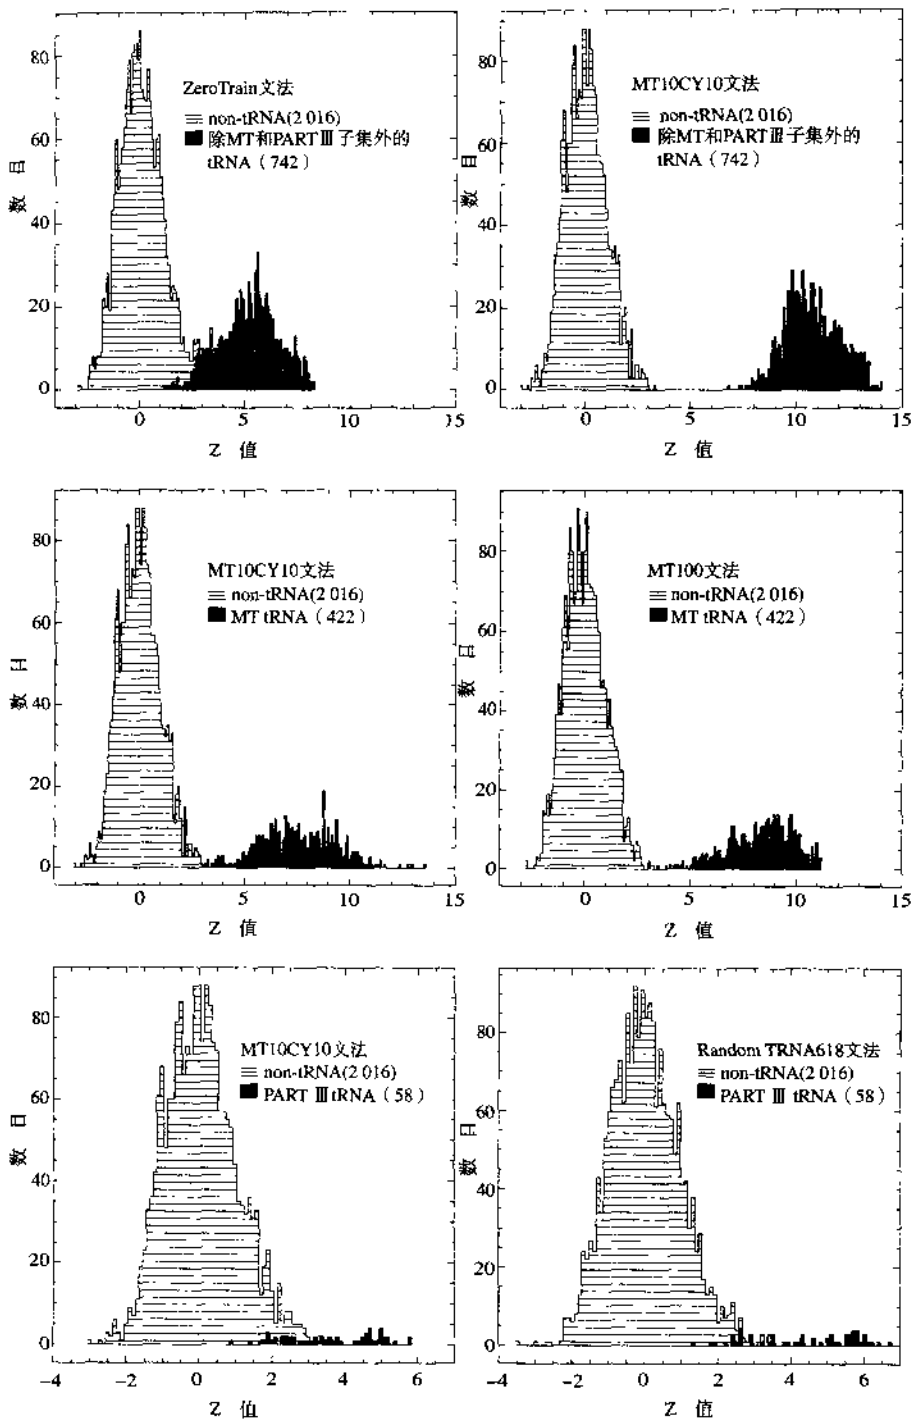 80
60
40
20
0
数 目
ZeroTrain文法
non-tRNA(2 016)
除MT和PARTⅢ子集外的
tRNA（742）
0 5 10 15
Z 值
80
60
40
20
0
数 目
MT10CY10文法
non-tRNA(2 016)
除MT和PARTⅢ子集外的
tRNA（742）
0 5 10 15
Z 值
80
60
40
20
0
数 目
MT10CY10文法
non-tRNA(2 016)
MT tRNA（422）
0 5 10 15
Z 值
80
60
40
20
0
数 目
MT100文法
non-tRNA(2 016)
MT tRNA（422）
0 5 10 15
Z 值
80
60
40
20
0
数 目
MT10CY10文法
non-tRNA(2 016)
PART ⅢtRNA（58）
−4 −2 0 2 4 6
Z 值
80
60
40
20
0
数 目
Random TRNA618文法
non-tRNA(2 016)
PART Ⅲ tRNA（58）
−4 −2 0 2 4 6
Z 值